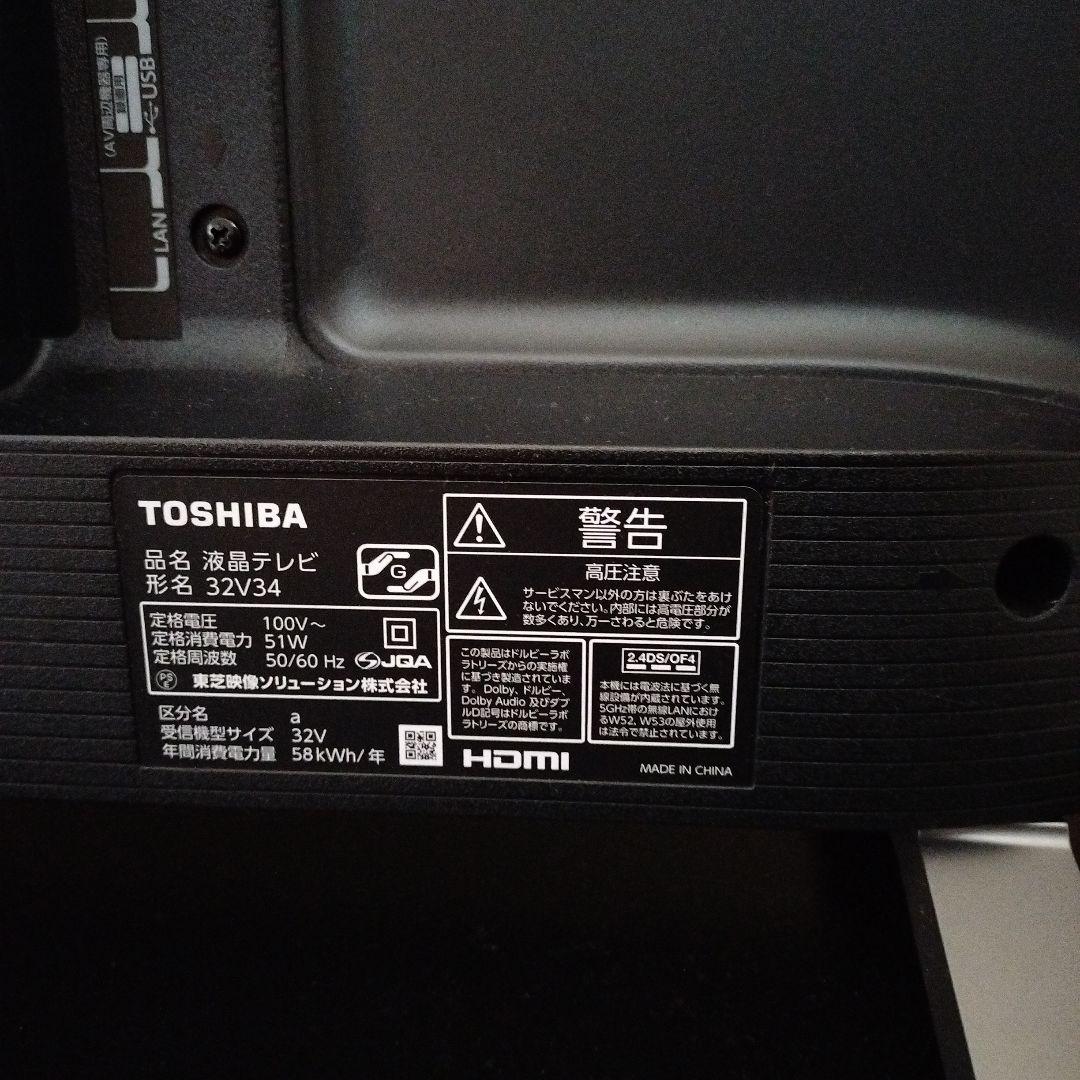 (AV周辺機器専用)
録画用
USB
LAN
TOSHIBA
品名 液晶テレビ
形名 32V34
G
定格電圧 100V～
定格消費電力 51W
定格周波数 50/60 Hz JQA
PS E 東芝映像ソリューション株式会社
区分名 a
受信機型サイズ 32V
年間消費電力量 58kWh/年
警告
高圧注意
サービスマン以外の方は裏ぶたをあけ
ないでください。内部には高電圧部分が
数多くあり、万一さわると危険です。
この製品はドルビーラボ
ラトリーズからの実施権
に基づき製造されていま
す。Dolby、ドルビー、
Dolby Audio 及びダブ
ルD記号はドルビーラボ
ラトリーズの商標です。
2.4DS/OF4
本機には電波法に基づく無
線設備が内蔵されています。
5GHz帯の無線LANにおけ
るW52、W53の屋外使用
は法令で禁止されています。
HDMI
MADE IN CHINA